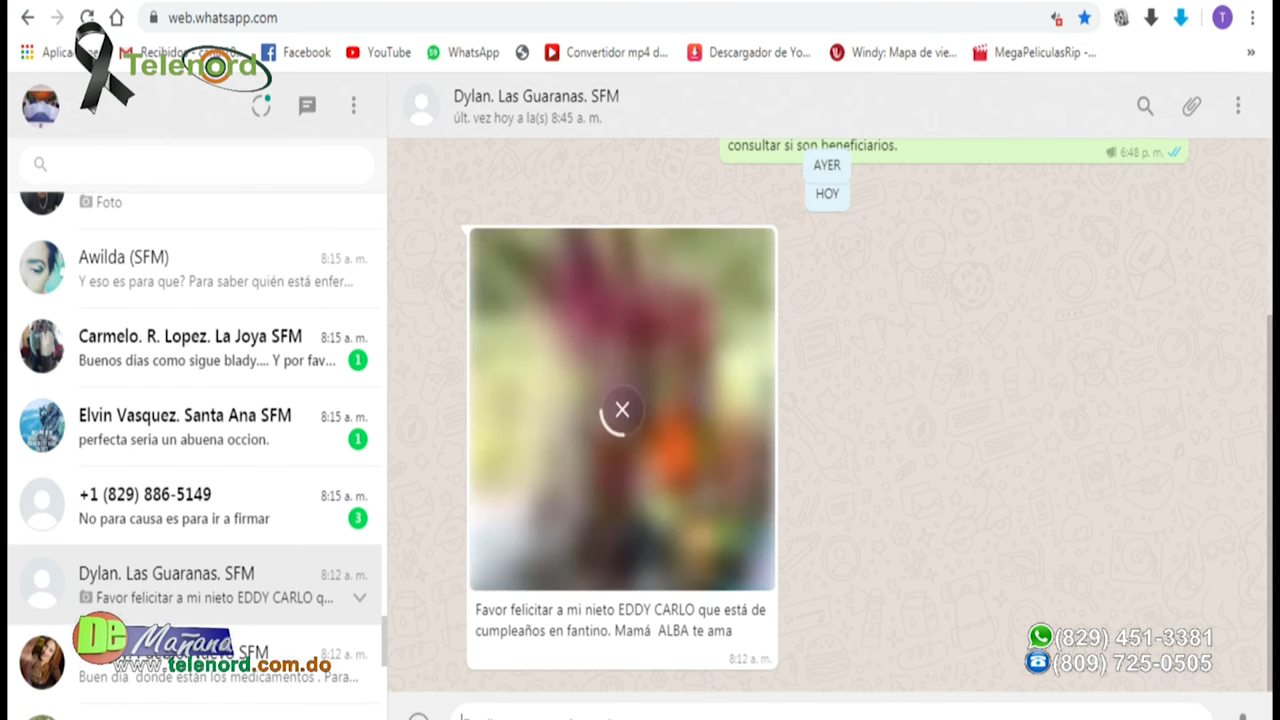 web.whatsapp.com
T
Facebook
YouTube
WhatsApp
Convertidor mp4 d...
Descargador de Yo...
Windy: Mapa de vie...
MegaPeliculasRip -...
»
Telenord
Foto
Awilda (SFM)
8:15 a. m.
Y eso es para que? Para saber quién está enfer...
Carmelo. R. Lopez. La Joya SFM
8:15 a. m.
Buenos dias como sigue blady.... Y por fav...
1
Elvin Vasquez. Santa Ana SFM
8:15 a. m.
perfecta seria un abuena occion.
1
+1 (829) 886-5149
8:15 a. m.
No para causa es para ir a firmar
3
Dylan. Las Guaranas. SFM
8:12 a. m.
Favor felicitar a mi nieto EDDY CARLO q...
De Mañana
SFM
8:12 a. m.
www.telenord.com.do
Buen día donde están los medicamentos . Para...
Dylan. Las Guaranas. SFM
últ. vez hoy a la(s) 8:45 a. m.
consultar si son beneficiarios.
6:48 p. m.
AYER
HOY
Favor felicitar a mi nieto EDDY CARLO que está de
cumpleaños en fantino. Mamá ALBA te ama
8:12 a. m.
(829) 451-3381
(809) 725-0505